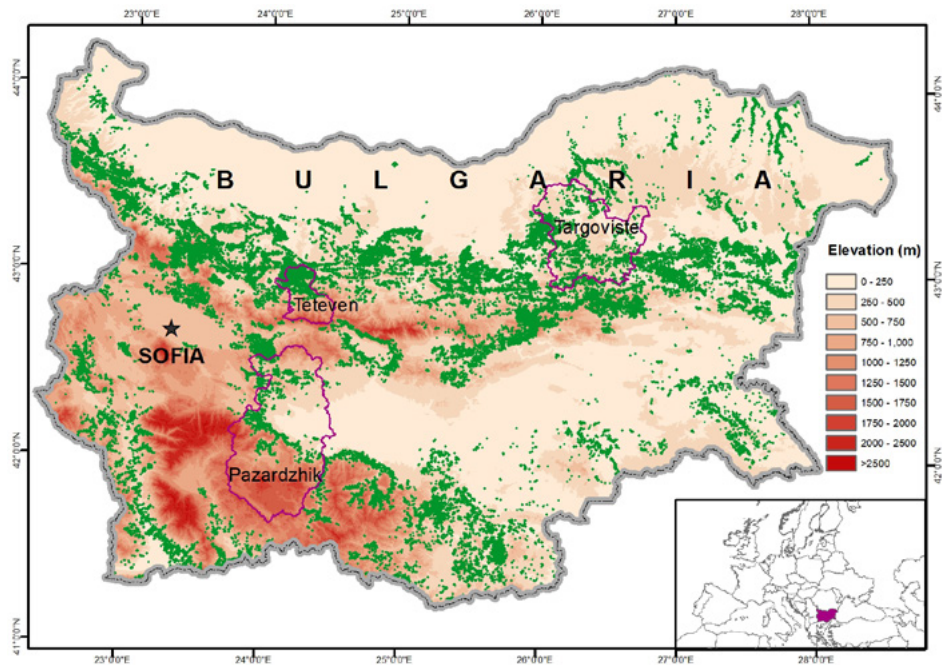 23°0'0"E 24°0'0"E 25°0'0"E 26°0'0"E 27°0'0"E 28°0'0"E
44°0'0"N
44°0'0"N
B U L G A R I A
Targoviste
43°0'0"N
43°0'0"N
Elevation (m)
0 - 250
250 - 500
500 - 750
750 - 1,000
1000 - 1250
1250 - 1500
1500 - 1750
1750 - 2000
2000 - 2500
>2500
Teteven
SOFIA
42°0'0"N
42°0'0"N
Pazardzhik
41°0'0"N
23°0'0"E 24°0'0"E 25°0'0"E 26°0'0"E 27°0'0"E 28°0'0"E